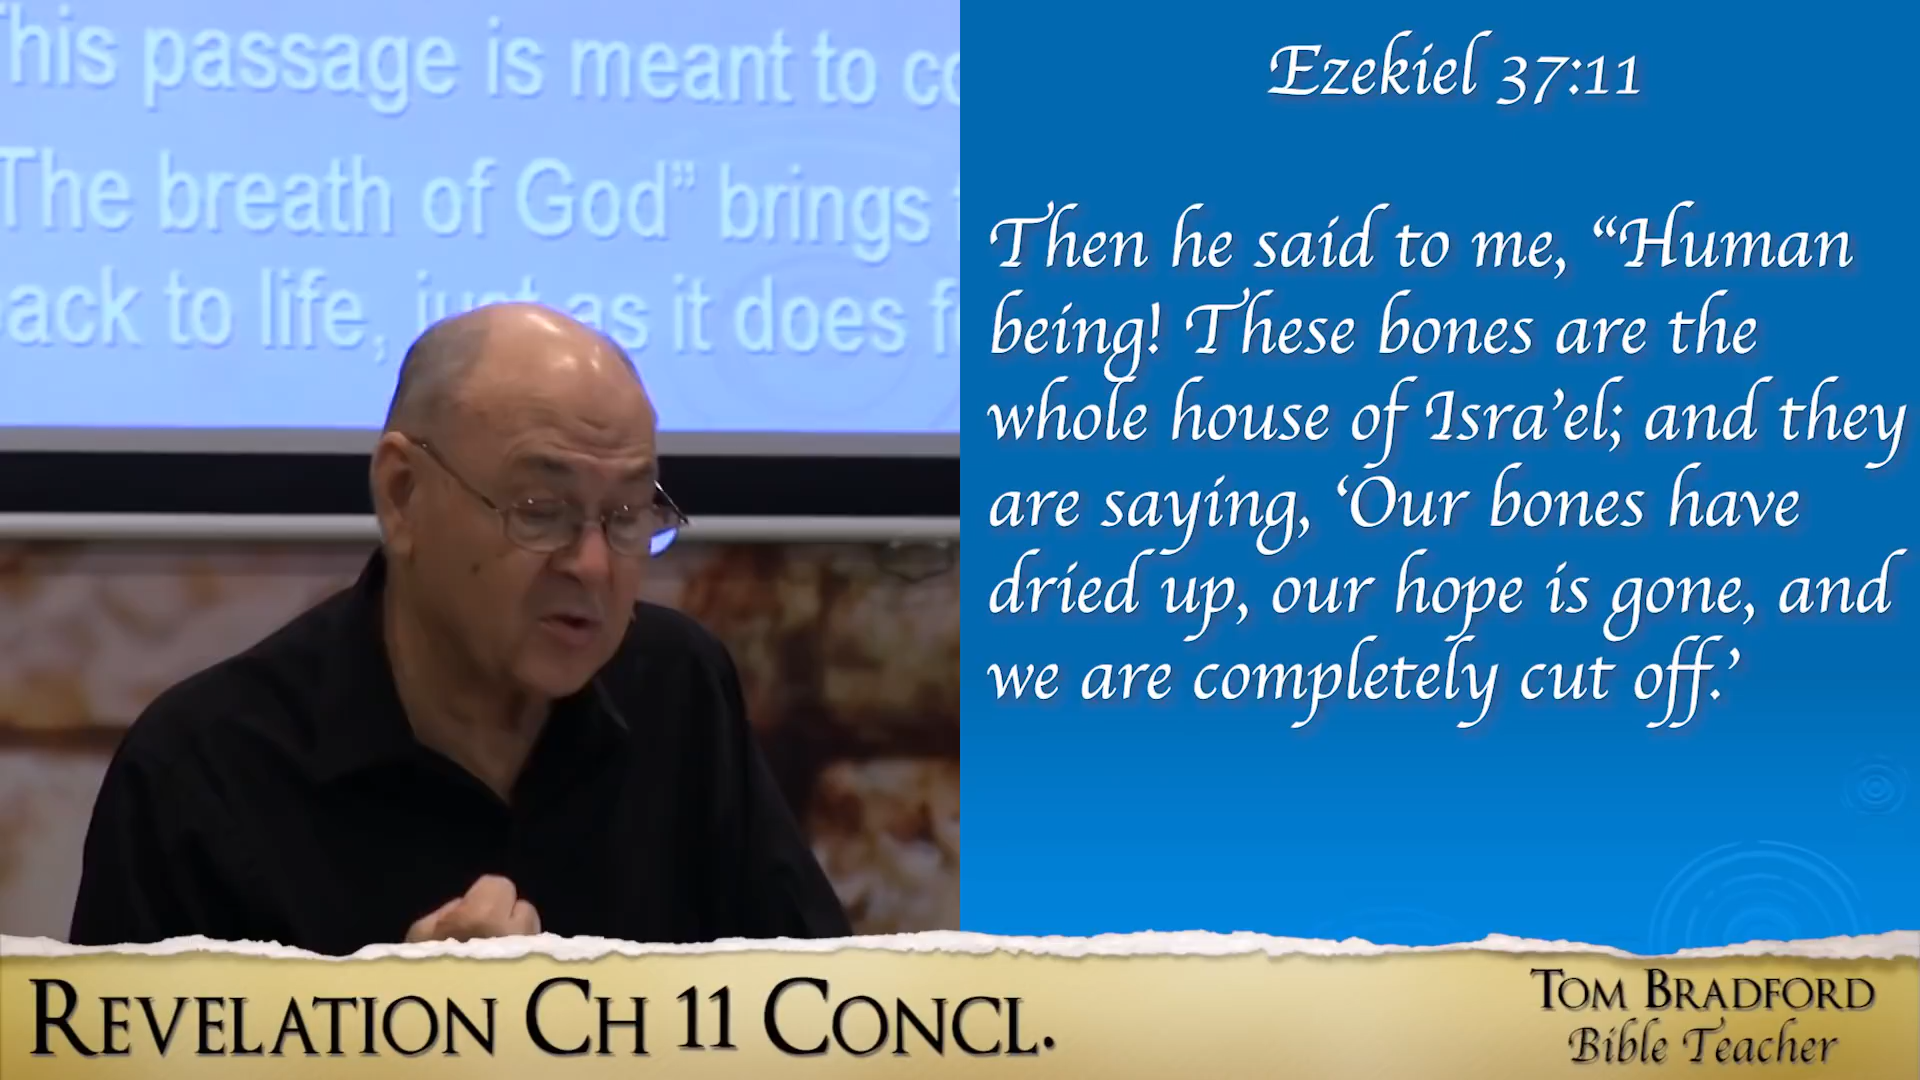 This passage is meant to
The breath of God” brings
back to life, just as it does
Ezekiel 37:11
Then he said to me, “Human
being! These bones are the
whole house of Isra’el; and they
are saying, ‘Our bones have
dried up, our hope is gone, and
we are completely cut off.’
REVELATION CH 11 CONCL.
TOM BRADFORD
Bible Teacher